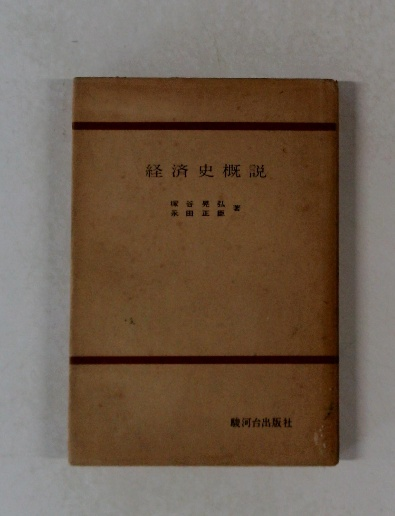 経済史概説
塚谷晃弘
永田正臣 著
駿河台出版社